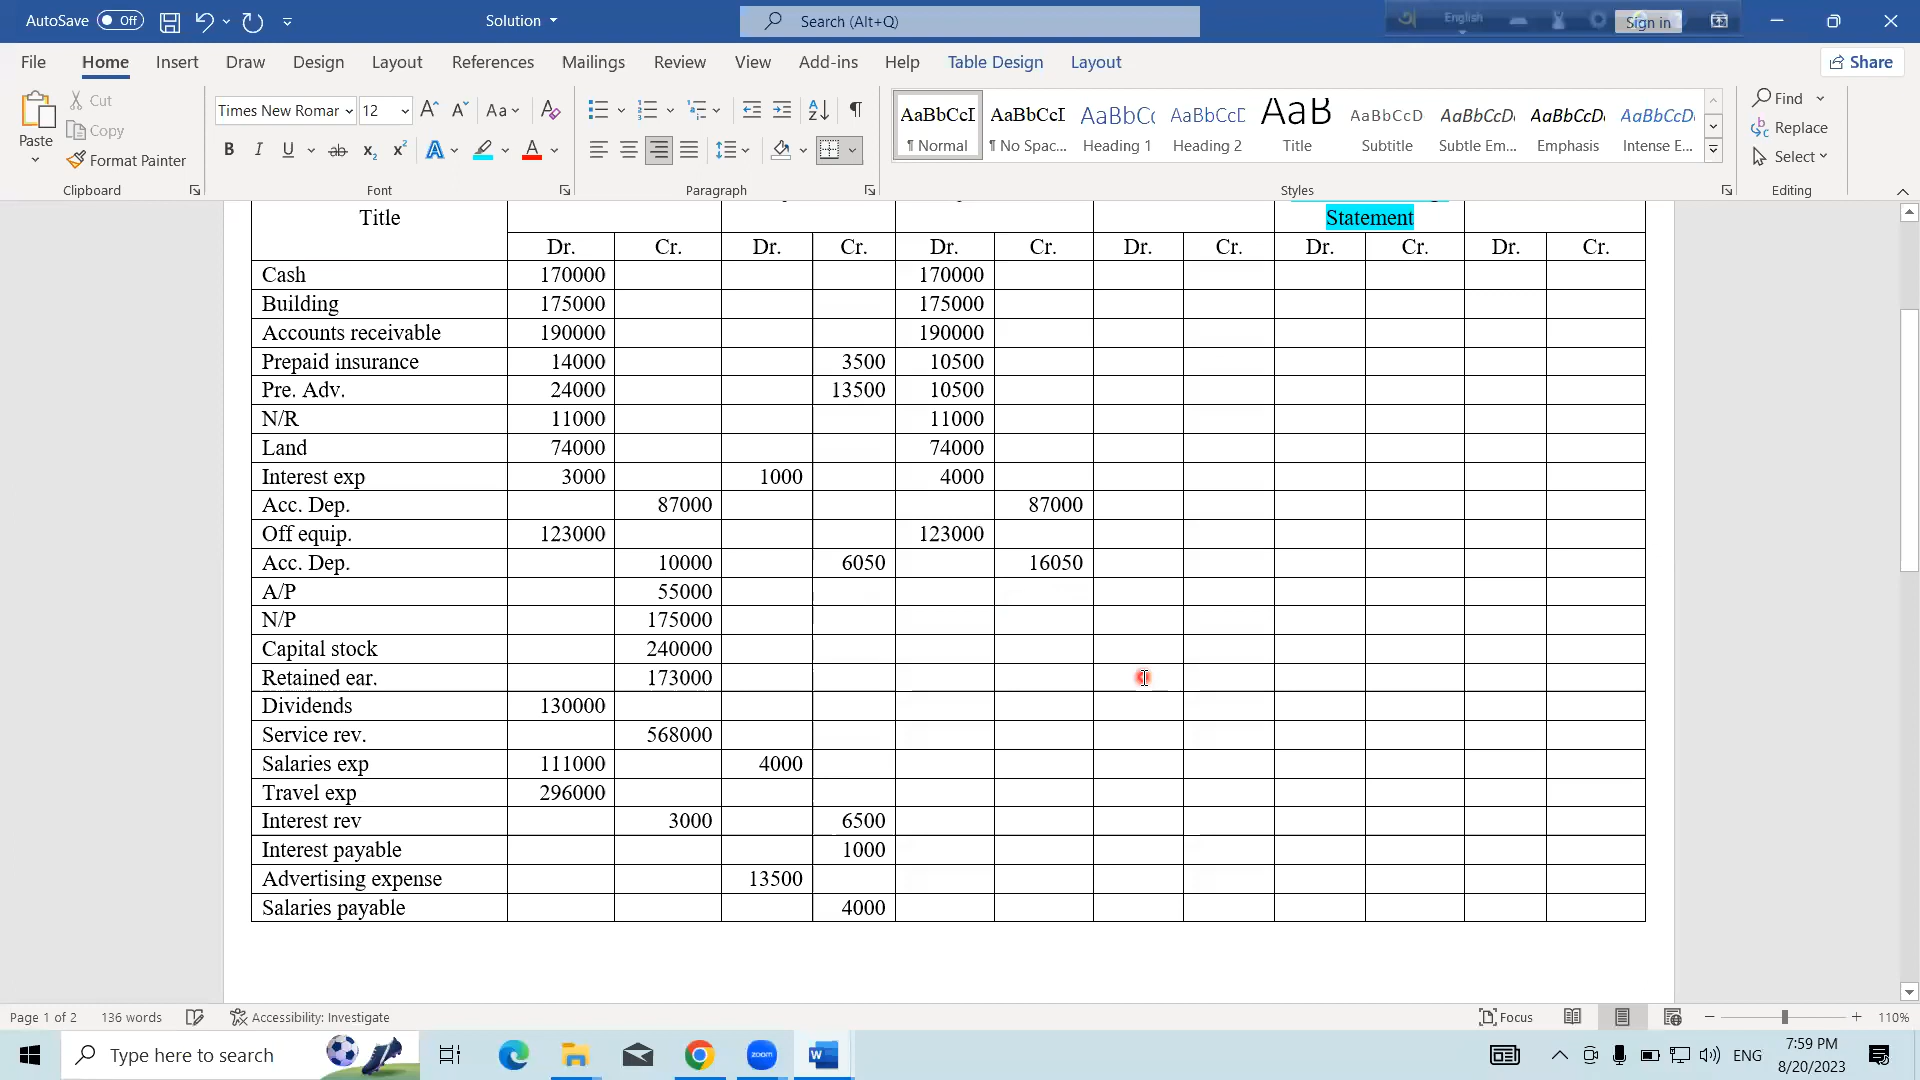 AutoSave Off Solution Search (Alt+Q) English Sign in
File Home Insert Draw Design Layout References Mailings Review View Add-ins Help Table Design Layout Share
Paste Cut Copy Format Painter
Times New Romar 12 Aa
B I U ab x₂ x² A A
AaBbCcI AaBbCcI AaBbC AaBbCcD AaB AaBbCcD AaBbCcD AaBbCcD AaBbCcD
¶ Normal ¶ No Spac... Heading 1 Heading 2 Title Subtitle Subtle Em... Emphasis Intense E...
Find
Replace
Select
Clipboard Font Paragraph Styles Editing
Title Statement
Dr. Cr. Dr. Cr. Dr. Cr. Dr. Cr. Dr. Cr. Dr. Cr.
Cash 170000 170000
Building 175000 175000
Accounts receivable 190000 190000
Prepaid insurance 14000 3500 10500
Pre. Adv. 24000 13500 10500
N/R 11000 11000
Land 74000 74000
Interest exp 3000 1000 4000
Acc. Dep. 87000 87000
Off equip. 123000 123000
Acc. Dep. 10000 6050 16050
A/P 55000
N/P 175000
Capital stock 240000
Retained ear. 173000
Dividends 130000
Service rev. 568000
Salaries exp 111000 4000
Travel exp 296000
Interest rev 3000 6500
Interest payable 1000
Advertising expense 13500
Salaries payable 4000
Page 1 of 2 136 words Accessibility: Investigate Focus 110%
Type here to search zoom ENG 7:59 PM
8/20/2023